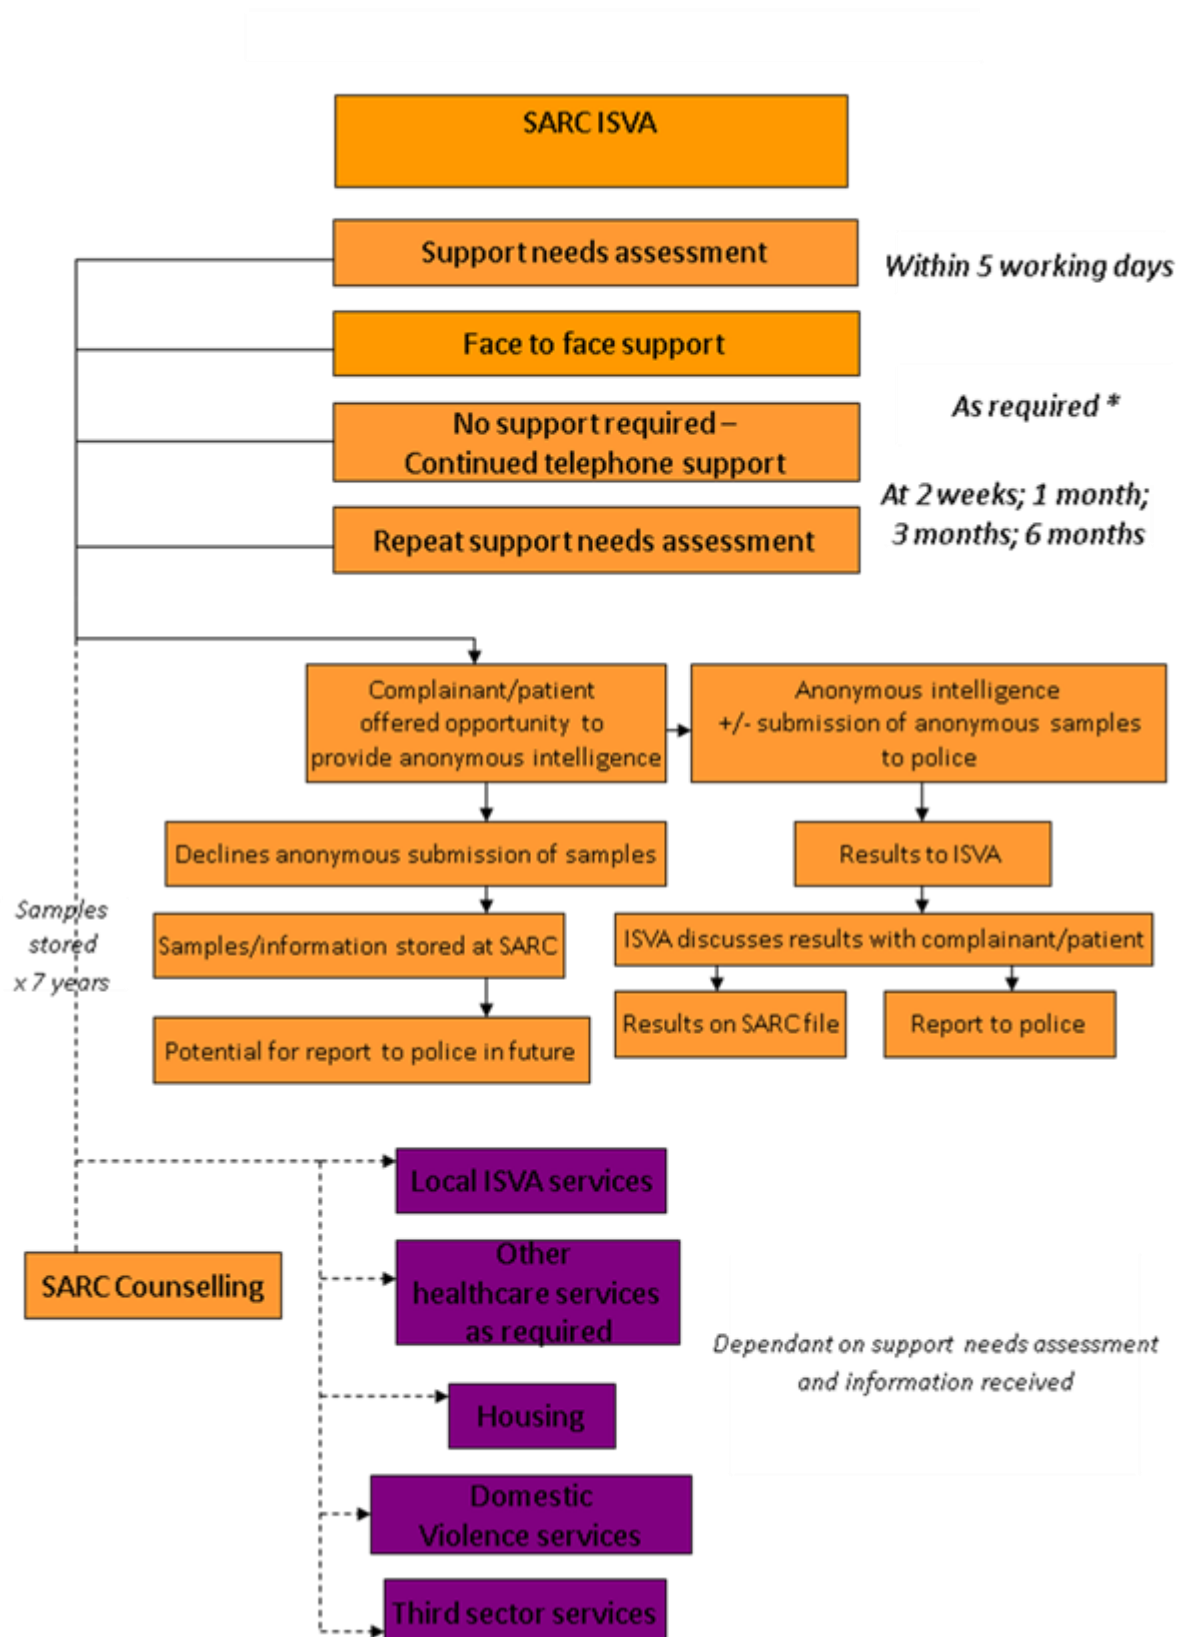 SARC ISVA
Support needs assessment
Within 5 working days
Face to face support
As required *
No support required –
Continued telephone support
At 2 weeks; 1 month;
3 months; 6 months
Repeat support needs assessment
Complainant/patient
offered opportunity to
provide anonymous intelligence
Anonymous intelligence
+/- submission of anonymous samples
to police
Declines anonymous submission of samples
Results to ISVA
Samples
stored
x 7 years
Samples/information stored at SARC
ISVA discusses results with complainant/patient
Potential for report to police in future
Results on SARC file
Report to police
Local ISVA services
SARC Counselling
Other
healthcare services
as required
Dependant on support needs assessment
and information received
Housing
Domestic
Violence services
Third sector services